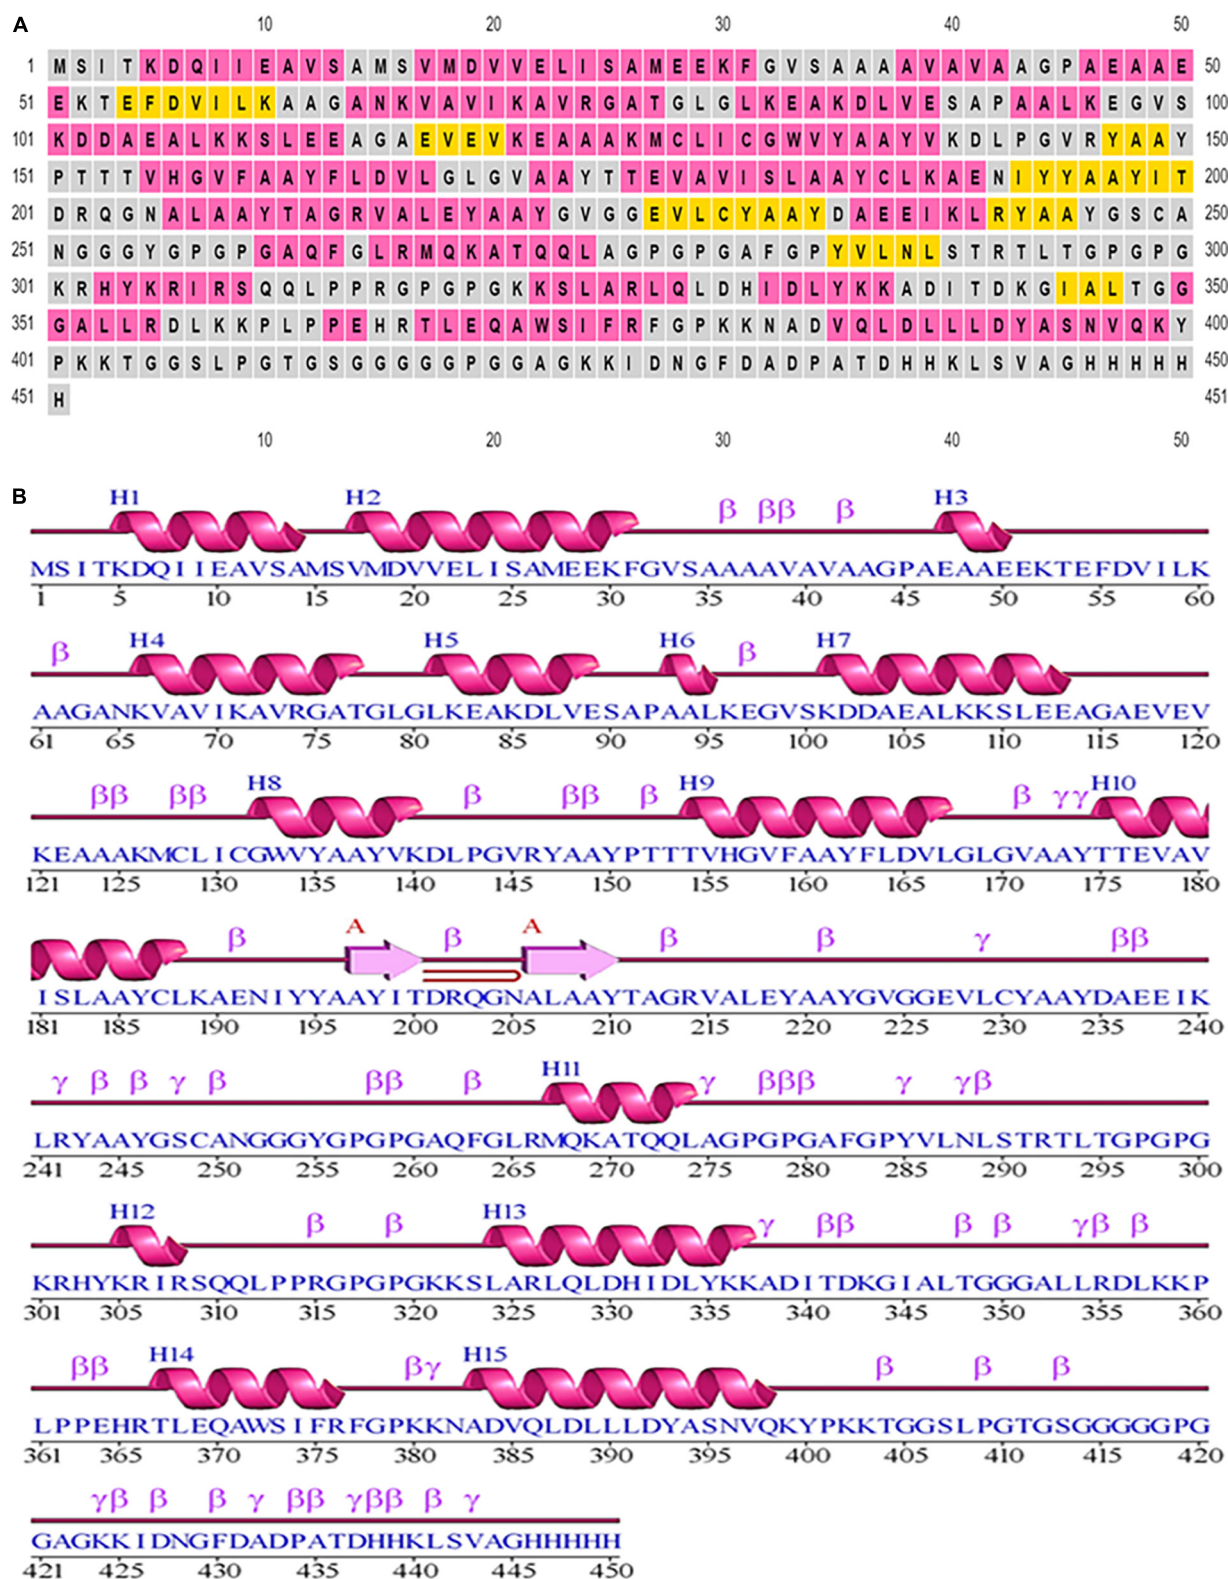 A
10 20 30 40 50
1 M S I T K D Q I I E A V S A M S V M D V V E L I S A M E E K F G V S A A A A V A V A A G P A E A A E 50
51 E K T E F D V I L K A A G A N K V A V I K A V R G A T G L G L K E A K D L V E S A P A A L K E G V S 100
101 K D D A E A L K K S L E E A G A E V E V K E A A A K M C L I C G W V Y A A Y V K D L P G V R Y A A Y 150
151 P T T T V H G V F A A Y F L D V L G L G V A A Y T T E V A V I S L A A Y C L K A E N I Y Y A A Y I T 200
201 D R Q G N A L A A Y T A G R V A L E Y A A Y G V G G E V L C Y A A Y D A E E I K L R Y A A Y G S C A 250
251 N G G G Y G P G P G A Q F G L R M Q K A T Q Q L A G P G P G A F G P Y V L N L S T R T L T G P G P G 300
301 K R H Y K R I R S Q Q L P P R G P G P G K K S L A R L Q L D H I D L Y K K A D I T D K G I A L T G G 350
351 G A L L R D L K K P L P P E H R T L E Q A W S I F R F G P K K N A D V Q L D L L L D Y A S N V Q K Y 400
401 P K K T G G S L P G T G S G G G G G P G G A G K K I D N G F D A D P A T D H H K L S V A G H H H H H 450
451 H 451
10 20 30 40 50
B
H1 H2 β ββ β H3
MSITKDQIIEAVSAMSVMDVVELISAMEEKFGVSAAAAVAVAAGPAEAAEEKTEFDVILK
1 5 10 15 20 25 30 35 40 45 50 55 60
β H4 H5 H6 β H7
AAGANKVAVIKAVRGATGLGLKEAKDLVESAPAALKEGVSKDDAEALKKSLEEAGAEVEV
61 65 70 75 80 85 90 95 100 105 110 115 120
ββ ββ H8 β ββ β H9 β γγ H10
KEAAAKMCLICGWVYAAYVKDLPGVRYAAYPTTTVHGVFAAYFLDVLGLGVAAYTTEVAV
121 125 130 135 140 145 150 155 160 165 170 175 180
β A β A β β γ ββ
ISLAAYCLKAENIYYAAYITDRQGNALAAYTAGRVALEYAAYGVGGEVLCYAAYDAEEIK
181 185 190 195 200 205 210 215 220 225 230 235 240
γ β β γ β ββ β H11 γ βββ γ γβ
LRYAAYGSCANGGGYGPGPGAQFGLRMQKATQQLAGPGPGAFGPYVLNLSTRTLTGPGPG
241 245 250 255 260 265 270 275 280 285 290 295 300
H12 β β H13 γ ββ β β γβ β
KRHYKRIRSQQLPPRGPGPGKKSLARLQLDHIDLYKKADITDKGIALTGGGALLRDLKKP
301 305 310 315 320 325 330 335 340 345 350 355 360
ββ H14 βγ H15 β β β
LPPEHRTLEQAWSIFRFGPKKNADVQLDLLLDYASNVQKYPKKTGGSLPGTGSGGGGGPG
361 365 370 375 380 385 390 395 400 405 410 415 420
γβ β β γ ββ γββ β γ
GAGKKIDNGFDADPATDHHKLSVAGHHHHH
421 425 430 435 440 445 450